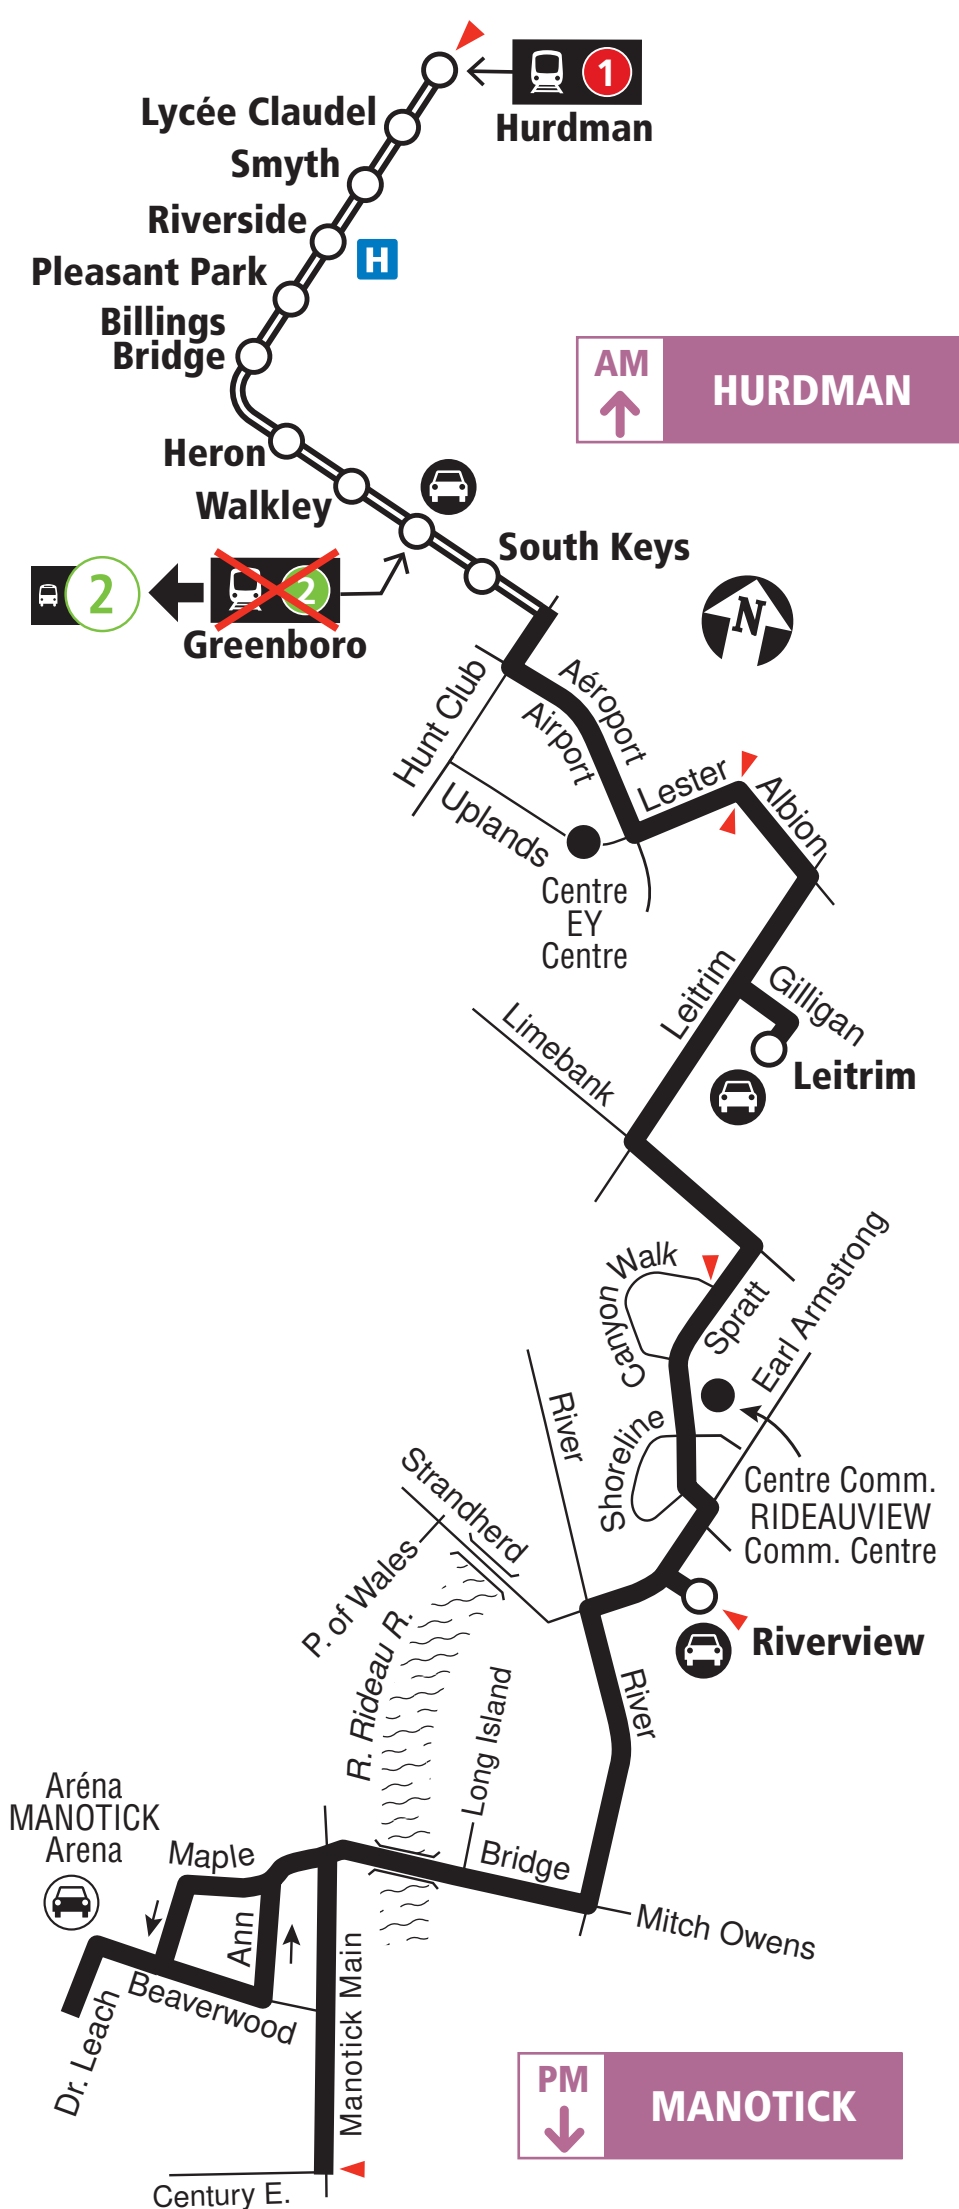 1
Hurdman
Lycée Claudel
Smyth
Riverside
H
Pleasant Park
Billings
Bridge
AM
HURDMAN
Heron
Walkley
South Keys
2
2
Greenboro
N
Hunt Club
Aéroport
Airport
Uplands
Lester
Albion
Centre
EY
Centre
Leitrim
Gilligan
Limebank
Leitrim
Canyon Walk
Spratt
Earl Armstrong
River
Shoreline
Strandherd
Centre Comm.
RIDEAUVIEW
Comm. Centre
P. of Wales
R. Rideau R.
Riverview
River
Long Island
Aréna
MANOTICK
Arena
Maple
Bridge
Ann
Mitch Owens
Beaverwood
Manotick Main
Dr. Leach
PM
MANOTICK
Century E.